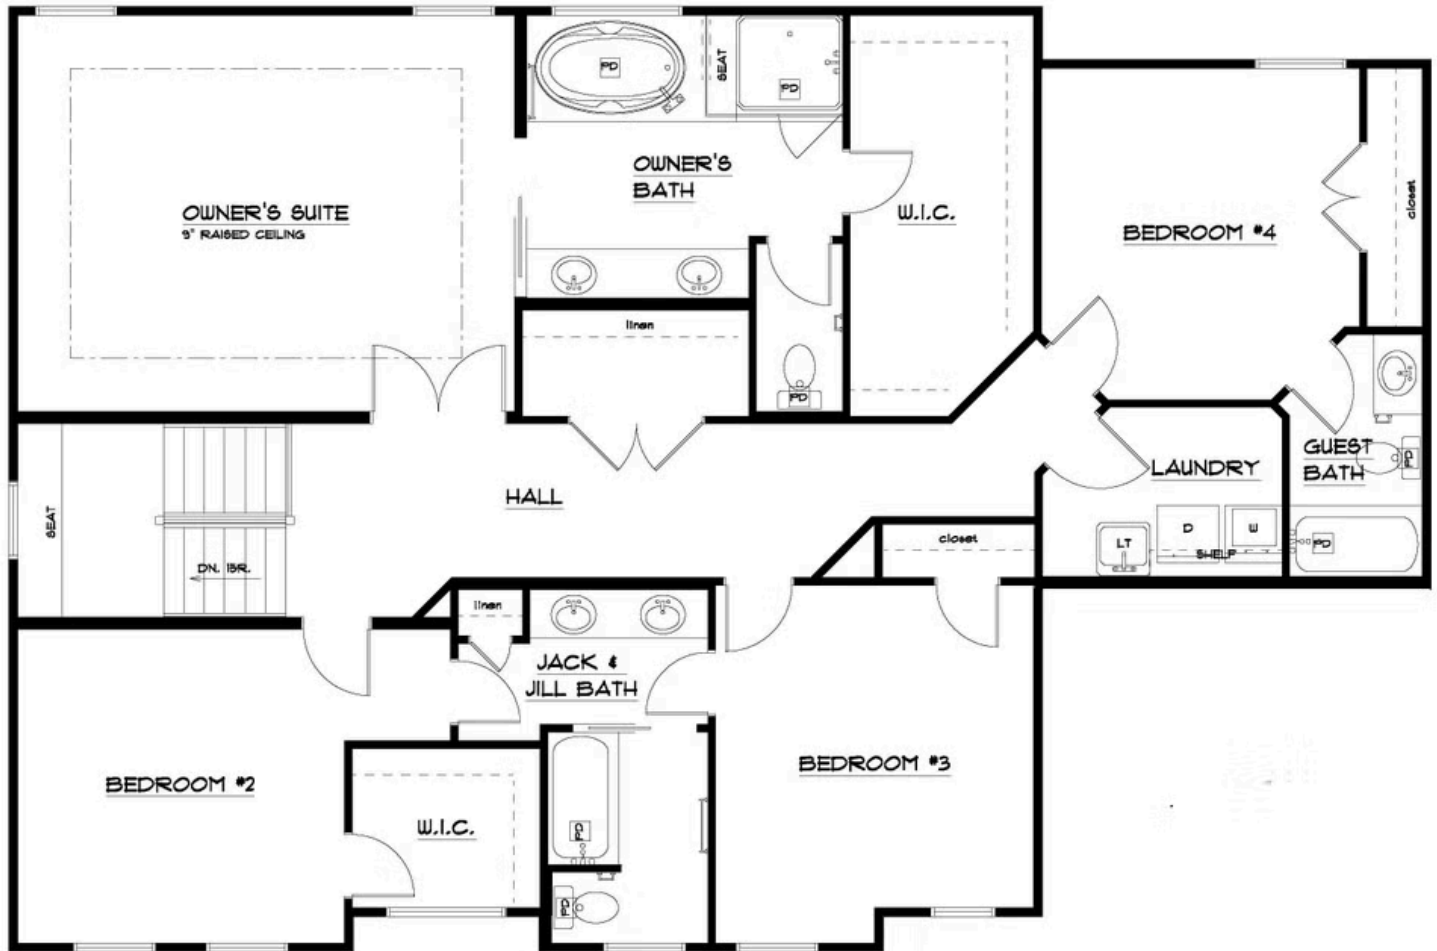 PD
SEAT
PD
OWNER'S
BATH
OWNER'S SUITE
9" RAISED CEILING
W.I.C.
BEDROOM #4
closet
linen
PD
HALL
SEAT
DN. 13R.
LAUNDRY
GUEST
BATH
PD
LT
D
W
SHELF
PD
closet
linen
JACK &
JILL BATH
BEDROOM #2
W.I.C.
PD
PD
BEDROOM #3